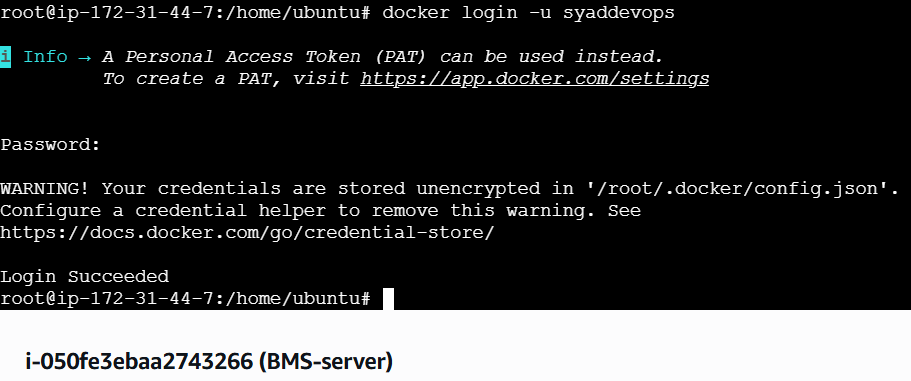 root@ip-172-31-44-7:/home/ubuntu# docker login -u syaddevops
i Info → A Personal Access Token (PAT) can be used instead.
To create a PAT, visit https://app.docker.com/settings
Password:
WARNING! Your credentials are stored unencrypted in '/root/.docker/config.json'.
Configure a credential helper to remove this warning. See
https://docs.docker.com/go/credential-store/
Login Succeeded
root@ip-172-31-44-7:/home/ubuntu#
i-050fe3ebaa2743266 (BMS-server)